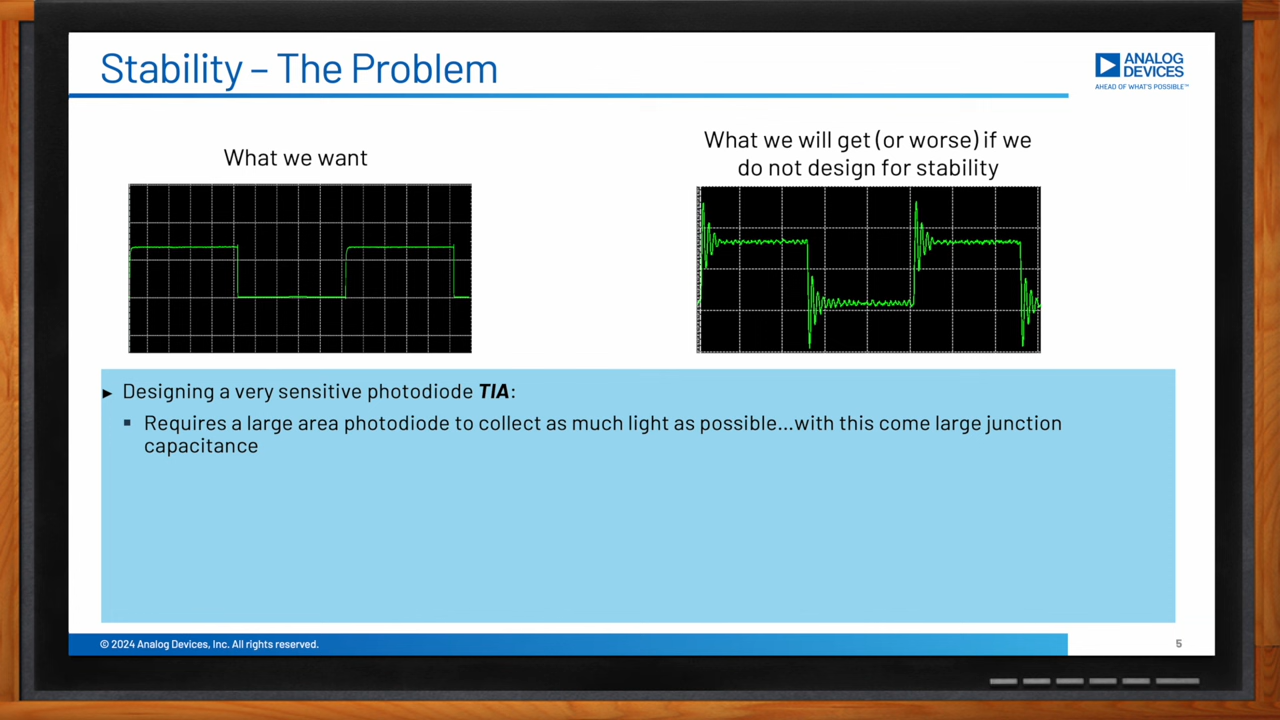 Stability – The Problem
ANALOG
DEVICES
AHEAD OF WHAT'S POSSIBLE™
What we want
What we will get (or worse) if we
do not design for stability
► Designing a very sensitive photodiode TIA:
▪ Requires a large area photodiode to collect as much light as possible...with this come large junction
capacitance
© 2024 Analog Devices, Inc. All rights reserved.
5